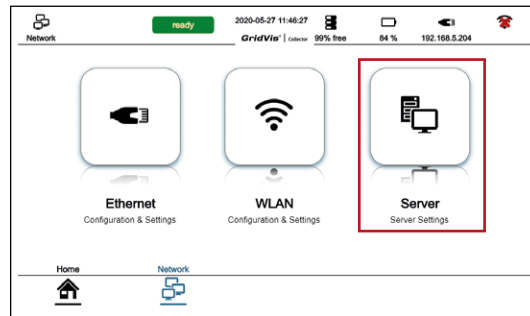 Network
ready
2020-05-27 11:46:27
GridVis® | Collector
99% free
84 %
192.168.5.204
Ethernet
Configuration & Settings
WLAN
Configuration & Settings
Server
Server Settings
Home
Network